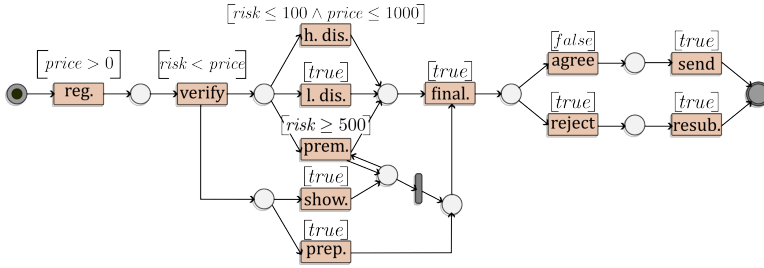 [risk ≤ 100 ∧ price ≤ 1000]
h. dis.
[price > 0]
reg.
[risk < price]
verify
[true]
l. dis.
[risk ≥ 500]
prem.
[true]
show.
[true]
prep.
[true]
final.
[false]
agree
[true]
send
[true]
reject
[true]
resub.